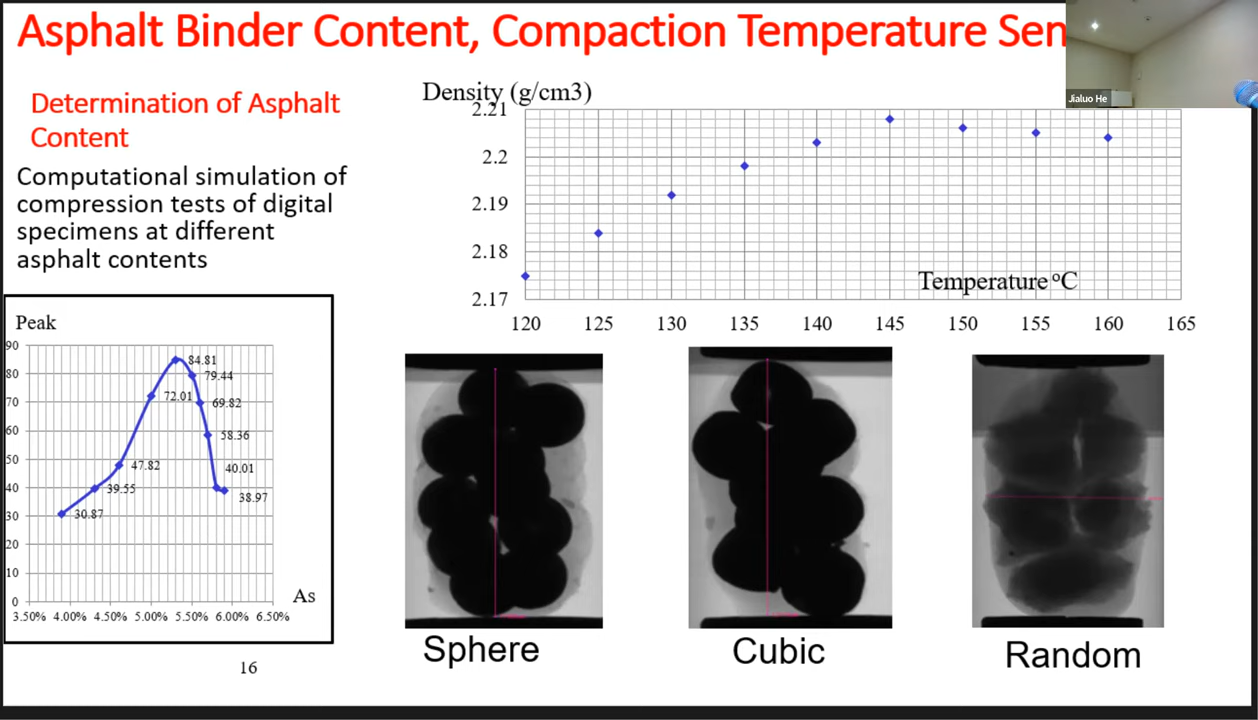 Asphalt Binder Content, Compaction Temperature Sen
Jialuo He
Determination of Asphalt
Content
Computational simulation of
compression tests of digital
specimens at different
asphalt contents
Density (g/cm3)
2.21
2.2
2.19
2.18
2.17
Temperature °C
120 125 130 135 140 145 150 155 160 165
Peak
90
80
70
60
50
40
30
20
10
0
84.81
79.44
72.01
69.82
58.36
47.82
40.01
39.55
38.97
30.87
As
3.50% 4.00% 4.50% 5.00% 5.50% 6.00% 6.50%
Sphere
Cubic
Random
16